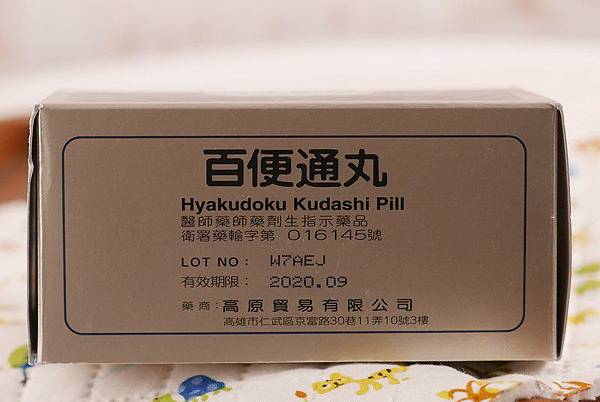 百便通丸
Hyakudoku Kudashi Pill
醫師藥師藥劑生指示藥品
衛署藥輸字第 016145號
LOT NO: W7AEJ
有效期限: 2020.09
藥商:高原貿易有限公司
高雄市仁武區京富路30巷11弄10號3樓